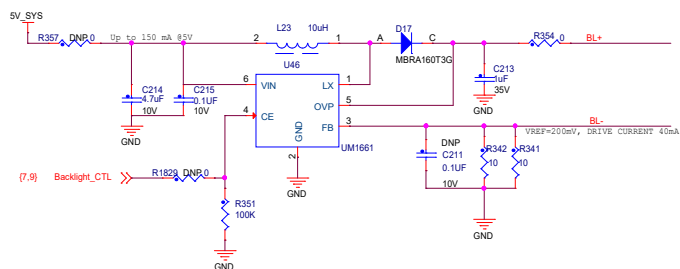 5V_SYS
R357 DNP 0
Up to 150 mA @5V
2 L23 10uH 1
A D17 C
MBRA160T3G
R354 0
BL+
C214
4.7uF
10V
C215
0.1UF
10V
GND
GND
U46
6 VIN
4 CE
LX 1
OVP 5
FB 3
GND
2
UM1661
GND
C213
1uF
35V
GND
BL-
VREF=200mV, DRIVE CURRENT 40mA
DNP
C211
0.1UF
10V
R342
10
R341
10
GND
{7,9} Backlight_CTL
R1829 DNP 0
R351
100K
GND